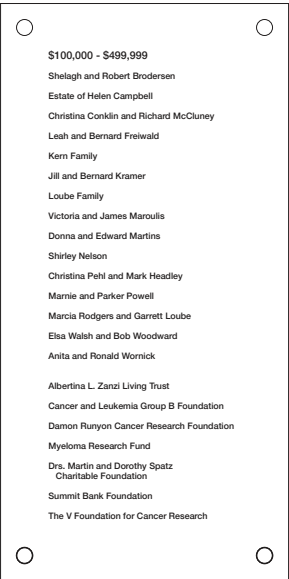 $100,000 - $499,999
Shelagh and Robert Brodersen
Estate of Helen Campbell
Christina Conklin and Richard McCluney
Leah and Bernard Freiwald
Kern Family
Jill and Bernard Kramer
Loube Family
Victoria and James Maroulis
Donna and Edward Martins
Shirley Nelson
Christina Pehl and Mark Headley
Marnie and Parker Powell
Marcia Rodgers and Garrett Loube
Elsa Walsh and Bob Woodward
Anita and Ronald Wornick
Albertina L. Zanzi Living Trust
Cancer and Leukemia Group B Foundation
Damon Runyon Cancer Research Foundation
Myeloma Research Fund
Drs. Martin and Dorothy Spatz
Charitable Foundation
Summit Bank Foundation
The V Foundation for Cancer Research